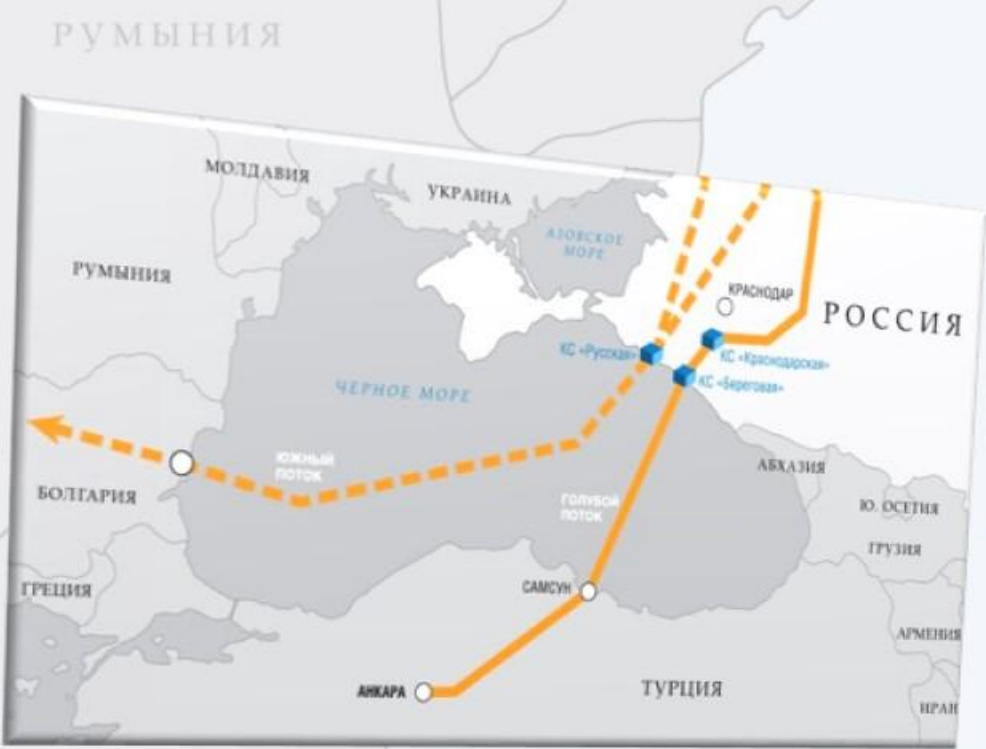 РУМЫНИЯ
МОЛДАВИЯ
УКРАИНА
АЗОВСКОЕ
МОРЕ
РУМЫНИЯ
КРАСНОДАР
РОССИЯ
КС «Русская»
КС «Краснодарская»
КС «Береговая»
ЧЕРНОЕ МОРЕ
ЮЖНЫЙ
ПОТОК
АБХАЗИЯ
БОЛГАРИЯ
ГОЛУБОЙ
ПОТОК
Ю. ОСЕТИЯ
ГРУЗИЯ
ГРЕЦИЯ
САМСУН
АРМЕНИЯ
АНКАРА
ТУРЦИЯ
ИРАН